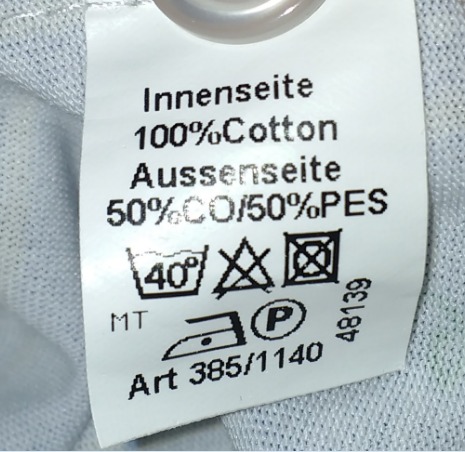 Innenseite
100%Cotton
Aussenseite
50%CO/50%PES
40°
MT
P
48139
Art 385/1140